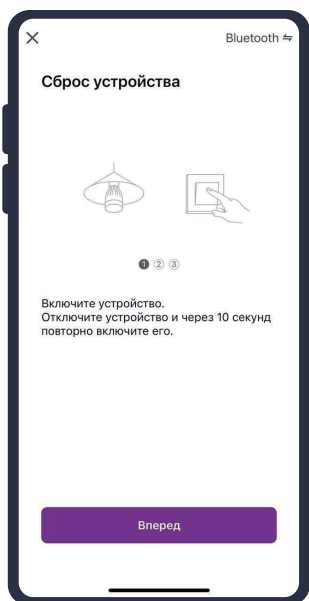 Bluetooth ⇋
Сброс устройства
1 2 3
Включите устройство.
Отключите устройство и через 10 секунд
повторно включите его.
Вперед